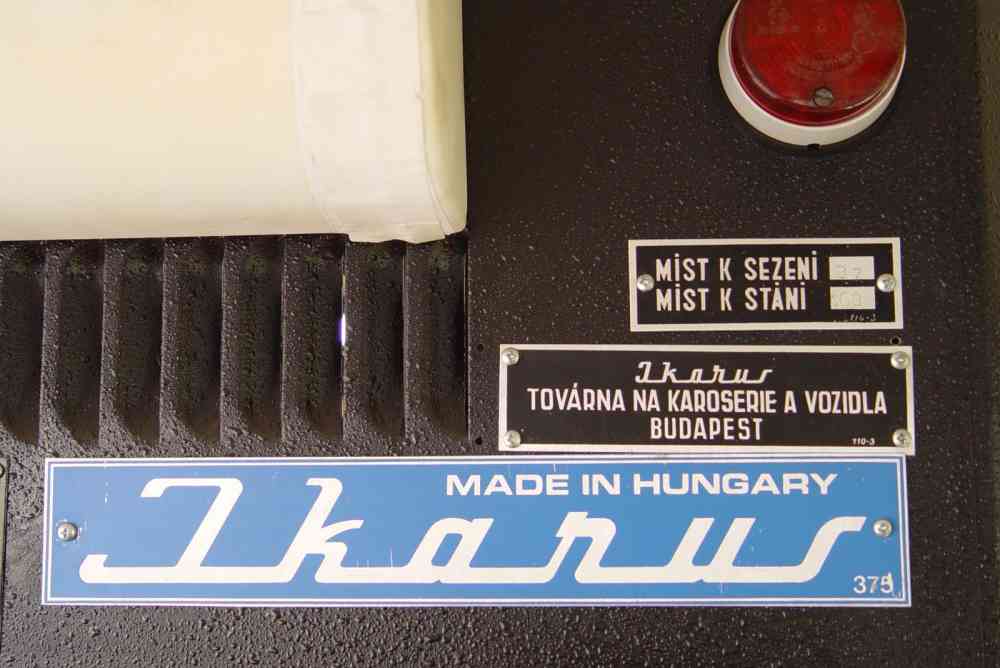 MÍST K SEZENÍ
MÍST K STÁNÍ
Ikarus
TOVÁRNA NA KAROSERIE A VOZIDLA
BUDAPEST
110-3
MADE IN HUNGARY
Ikarus
375